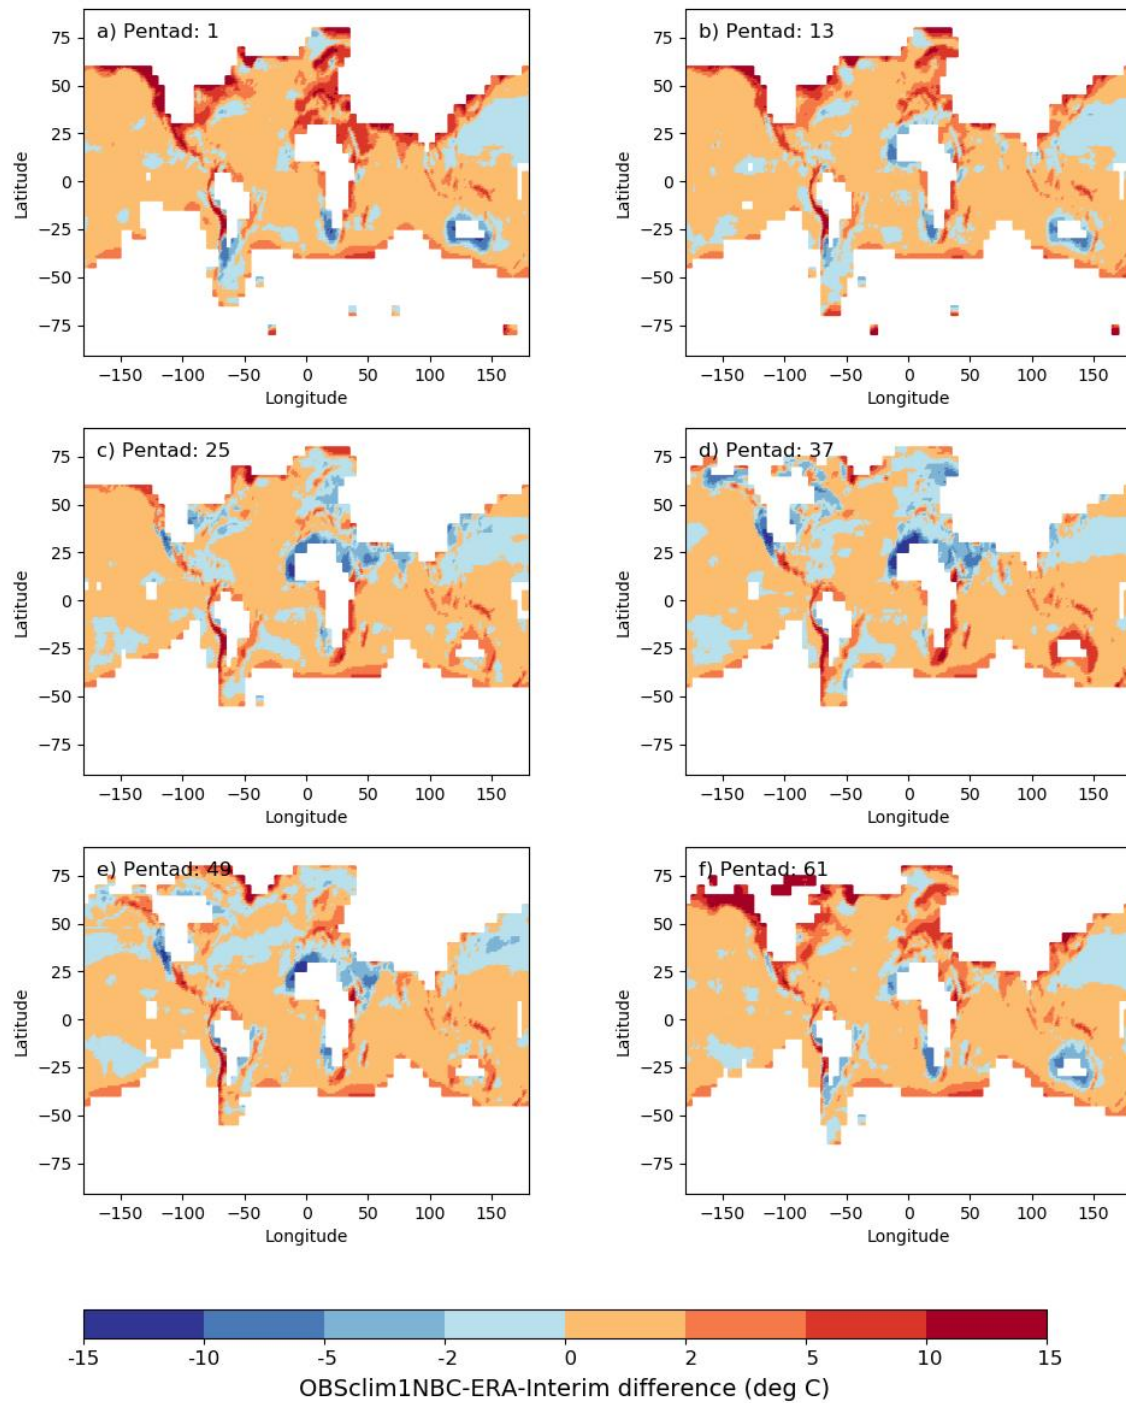 a) Pentad: 1
75
50
25
0
−25
−50
−75
Latitude
−150 −100 −50 0 50 100 150
Longitude
b) Pentad: 13
75
50
25
0
−25
−50
−75
Latitude
−150 −100 −50 0 50 100 150
Longitude
c) Pentad: 25
75
50
25
0
−25
−50
−75
Latitude
−150 −100 −50 0 50 100 150
Longitude
d) Pentad: 37
75
50
25
0
−25
−50
−75
Latitude
−150 −100 −50 0 50 100 150
Longitude
e) Pentad: 49
75
50
25
0
−25
−50
−75
Latitude
−150 −100 −50 0 50 100 150
Longitude
f) Pentad: 61
75
50
25
0
−25
−50
−75
Latitude
−150 −100 −50 0 50 100 150
Longitude
-15 -10 -5 -2 0 2 5 10 15
OBSclim1NBC-ERA-Interim difference (deg C)